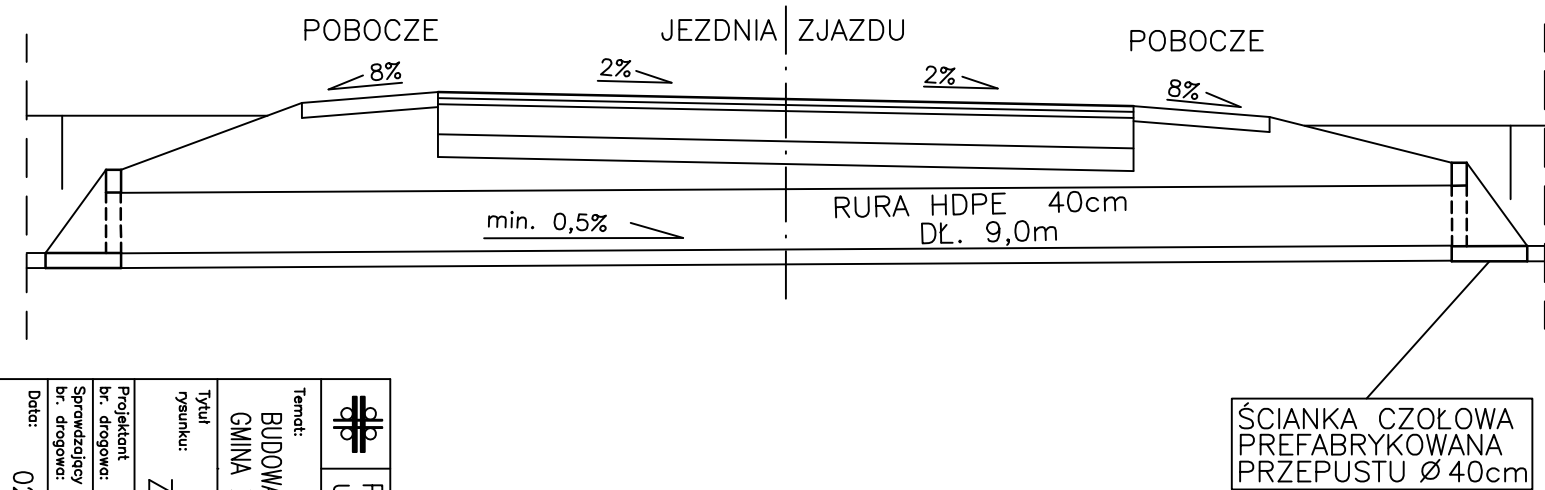 POBOCZE
JEZDNIA ZJAZDU
POBOCZE
8%
2%
2%
8%
RURA HDPE 40cm
DŁ. 9,0m
min. 0,5%
ŚCIANKA CZOŁOWA
PREFABRYKOWANA
PRZEPUSTU Ø 40cm
Temat:
BUDOWA
GMINA
Tytuł
rysunku:
Projektant
br. drogowa:
Sprawdzający
br. drogowa:
Data: